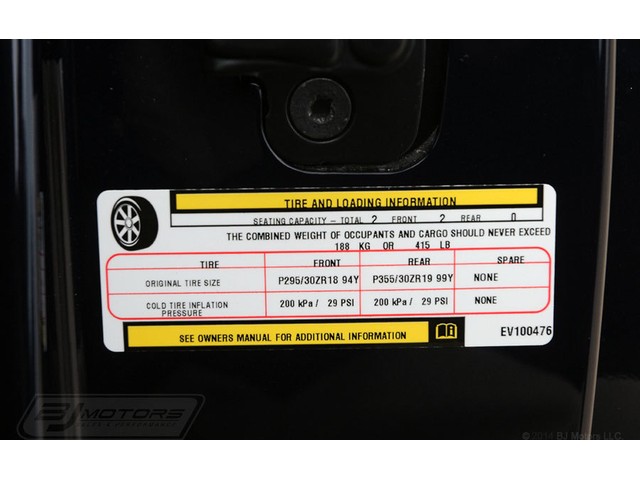 TIRE AND LOADING INFORMATION
SEATING CAPACITY - TOTAL 2 FRONT 2 REAR 0
THE COMBINED WEIGHT OF OCCUPANTS AND CARGO SHOULD NEVER EXCEED
188 KG OR 415 LB
TIRE FRONT REAR SPARE
ORIGINAL TIRE SIZE P295/30ZR18 94Y P355/30ZR19 99Y NONE
COLD TIRE INFLATION PRESSURE 200 kPa / 29 PSI 200 kPa / 29 PSI NONE
SEE OWNERS MANUAL FOR ADDITIONAL INFORMATION
EV100476
BJ MOTORS
SALES & PERFORMANCE
© 2014 BJ Motors LLC.